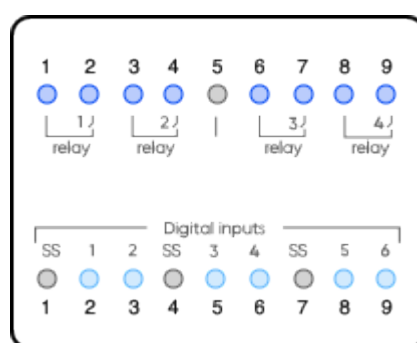 1 2 3 4 5 6 7 8 9
1 2 3 4
relay relay relay relay
Digital inputs
SS 1 2 SS 3 4 SS 5 6
1 2 3 4 5 6 7 8 9